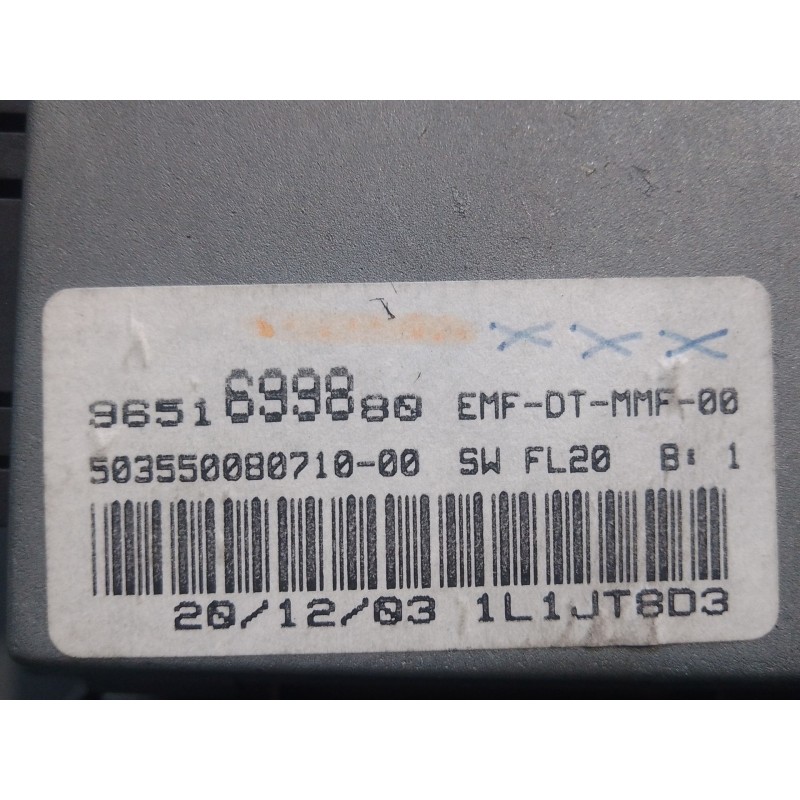 9651699880 EMF-DT-MMF-00
503550080710-00 SW FL20 B: 1
20/12/03 1L1JT8D3